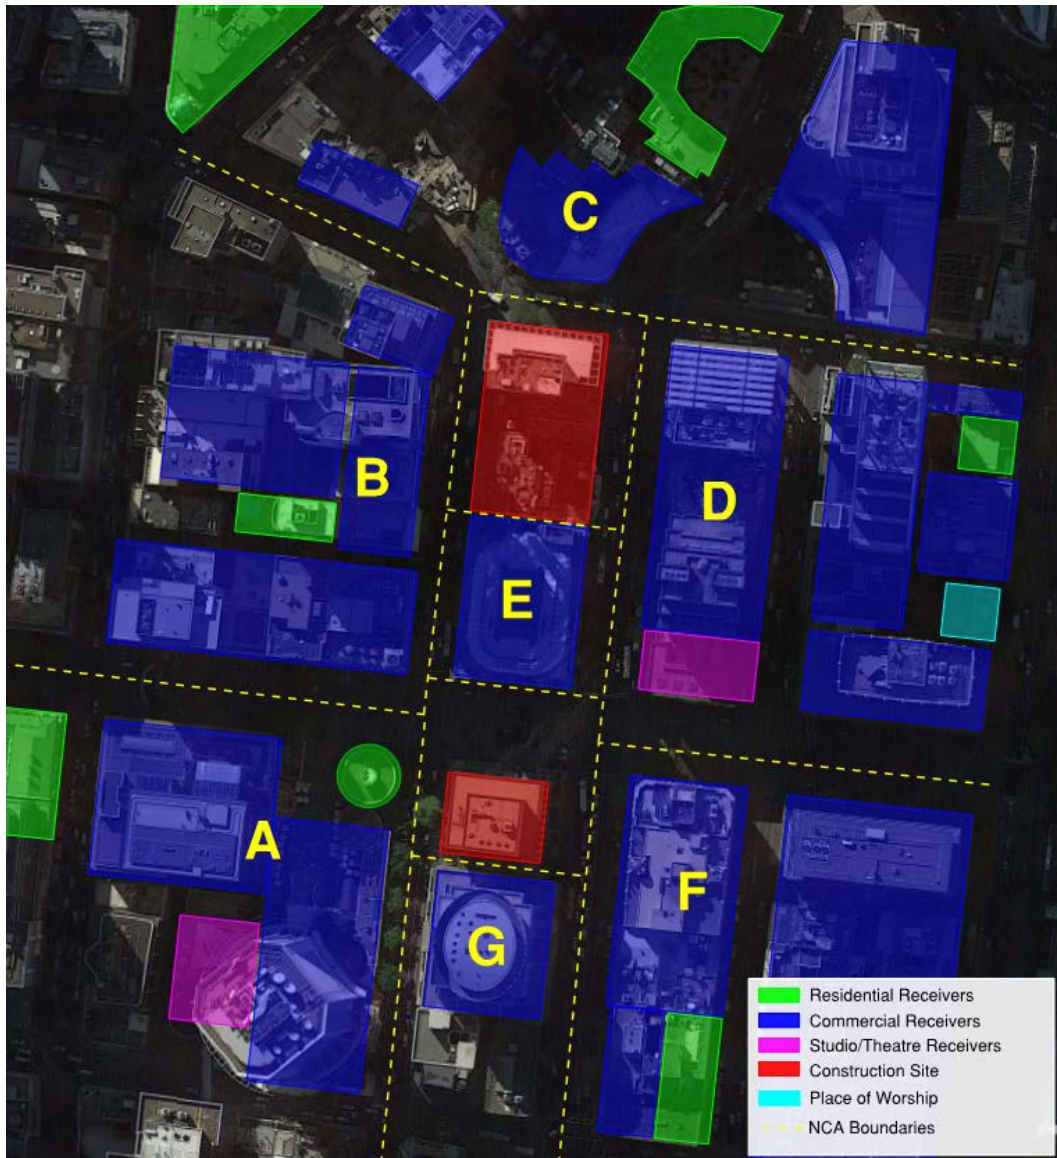 C
B
D
E
A
F
G
Residential Receivers
Commercial Receivers
Studio/Theatre Receivers
Construction Site
Place of Worship
NCA Boundaries